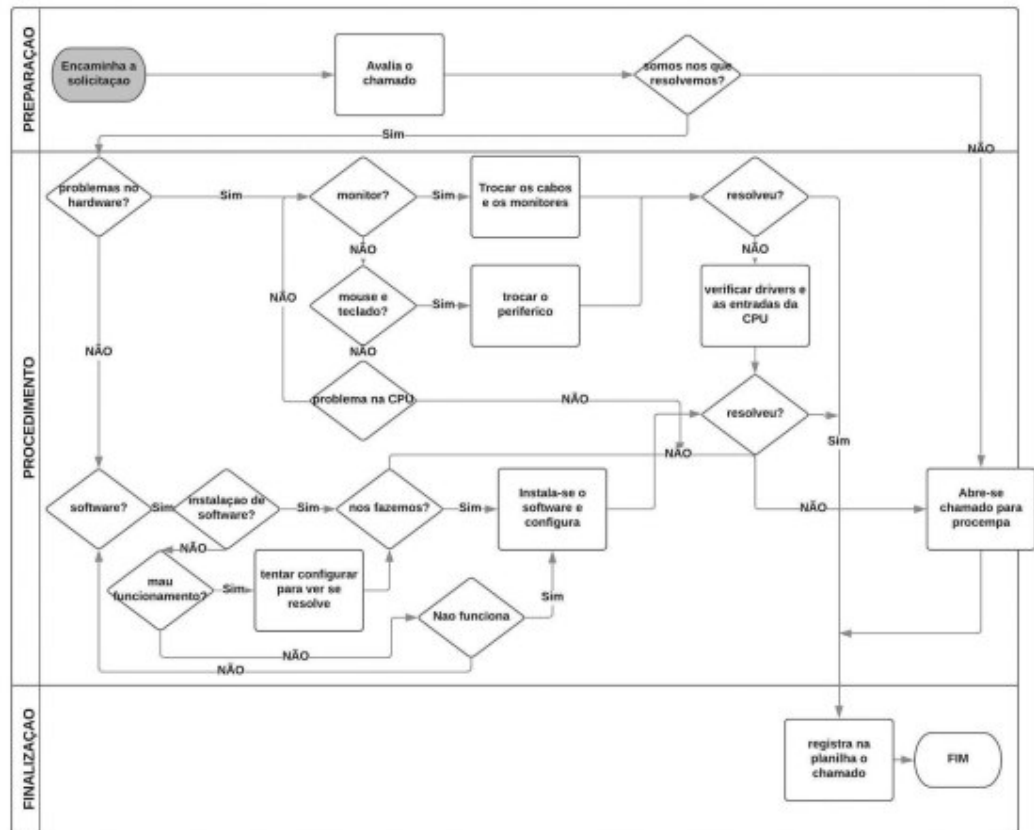 PREPARAÇAO
Encaminha a
solicitaçao
Avalia o
chamado
somos nos que
resolvemos?
Sim
NÃO
PROCEDIMENTO
problemas no
hardware?
Sim
monitor?
Sim
Trocar os cabos
e os monitores
resolveu?
NÃO
NÃO
NÃO
mouse e
teclado?
Sim
trocar o
periferico
verificar drivers e
as entradas da
CPU
NÃO
NÃO
problema na CPU
NÃO
resolveu?
Sim
NÃO
software?
Sim
instalaçao de
software?
Sim
nos fazemos?
Sim
Instala-se o
software e
configura
NÃO
Abre-se
chamado para
procempa
NÃO
mau
funcionamento?
Sim
tentar configurar
para ver se
resolve
Nao funciona
Sim
NÃO
NÃO
FINALIZAÇAO
registra na
planilha o
chamado
FIM